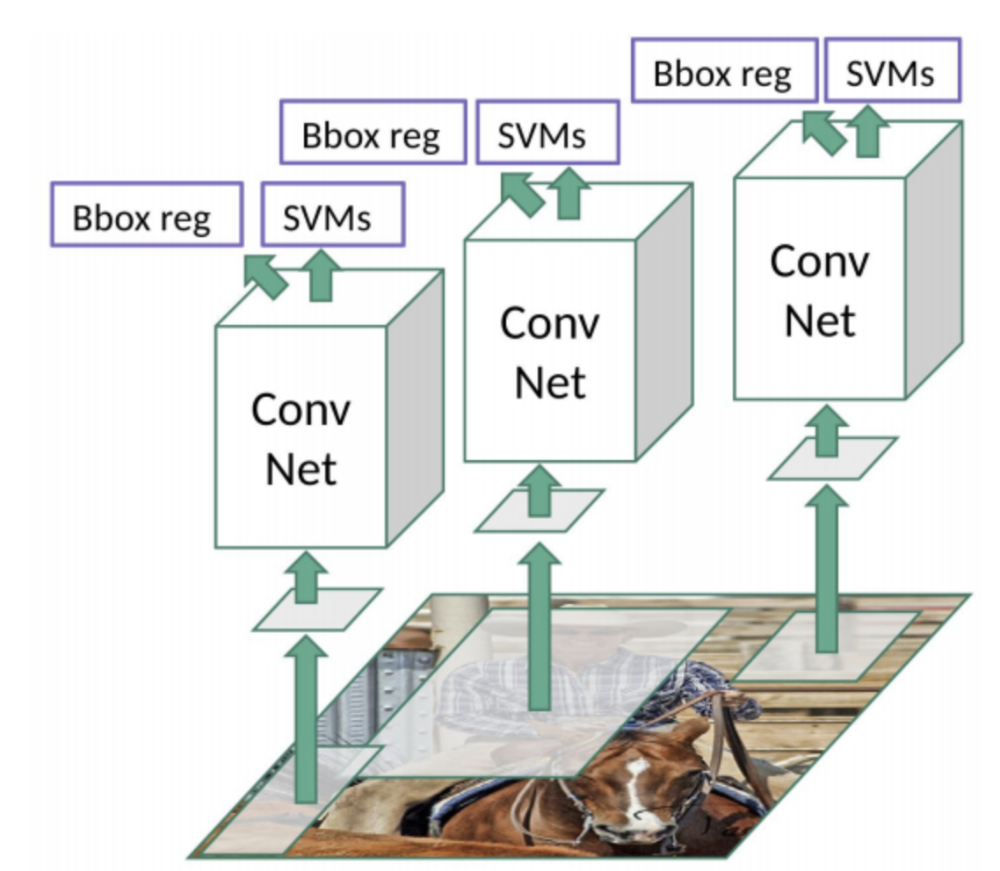 Bbox reg
SVMs
Bbox reg
SVMs
Bbox reg
SVMs
Conv
Net
Conv
Net
Conv
Net